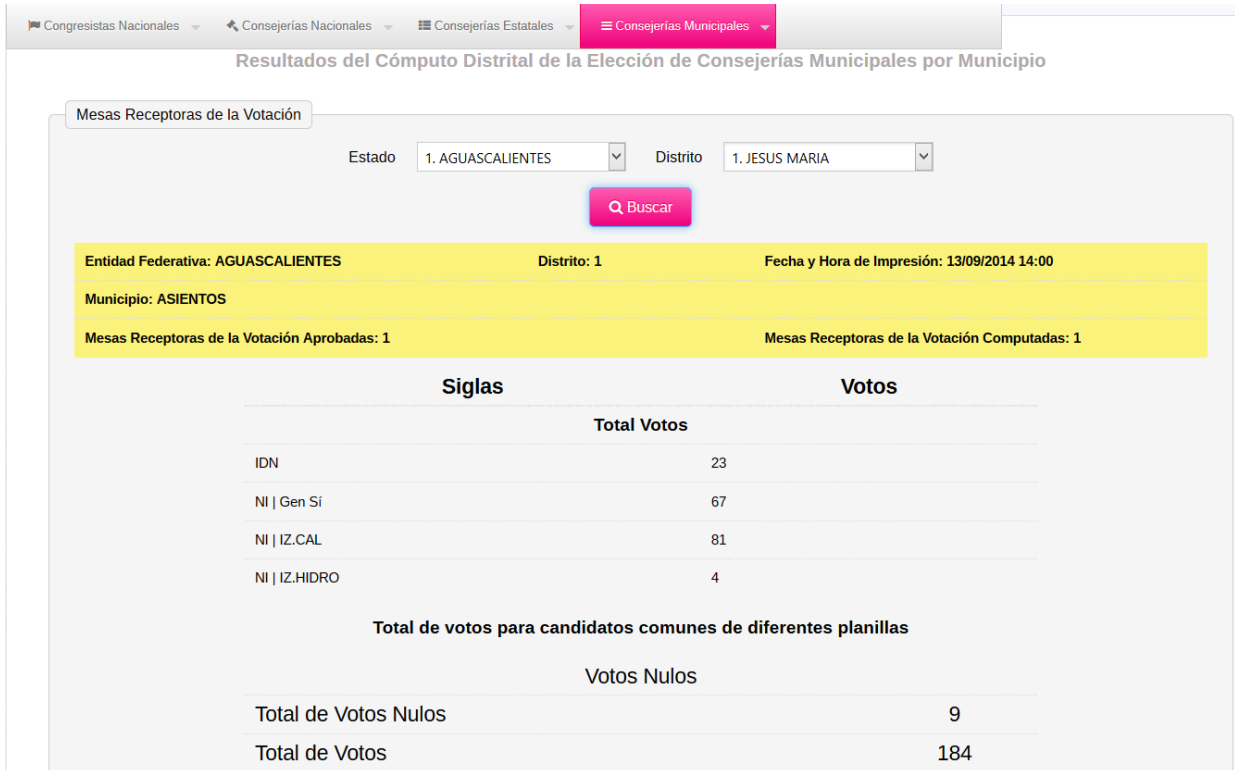 Congresistas Nacionales Consejerías Nacionales Consejerías Estatales Consejerías Municipales
Resultados del Cómputo Distrital de la Elección de Consejerías Municipales por Municipio
Mesas Receptoras de la Votación
Estado 1. AGUASCALIENTES Distrito 1. JESUS MARIA
Buscar
Entidad Federativa: AGUASCALIENTES Distrito: 1 Fecha y Hora de Impresión: 13/09/2014 14:00
Municipio: ASIENTOS
Mesas Receptoras de la Votación Aprobadas: 1 Mesas Receptoras de la Votación Computadas: 1
Siglas Votos
Total Votos
IDN 23
NI | Gen Sí 67
NI | IZ.CAL 81
NI | IZ.HIDRO 4
Total de votos para candidatos comunes de diferentes planillas
Votos Nulos
Total de Votos Nulos 9
Total de Votos 184